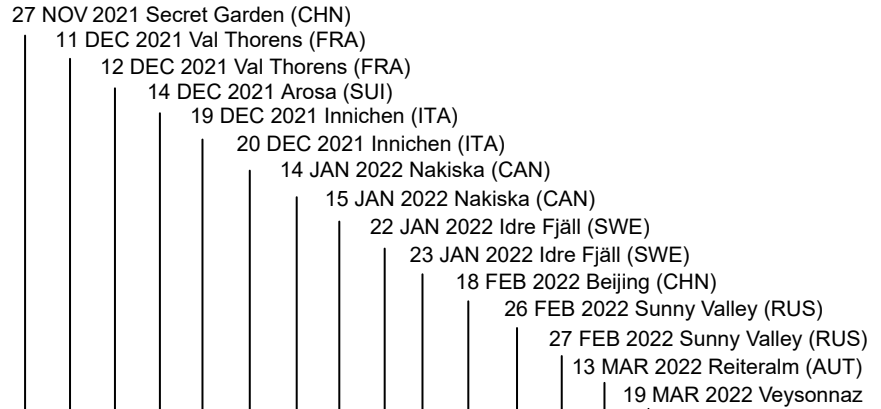 27 NOV 2021 Secret Garden (CHN)
11 DEC 2021 Val Thorens (FRA)
12 DEC 2021 Val Thorens (FRA)
14 DEC 2021 Arosa (SUI)
19 DEC 2021 Innichen (ITA)
20 DEC 2021 Innichen (ITA)
14 JAN 2022 Nakiska (CAN)
15 JAN 2022 Nakiska (CAN)
22 JAN 2022 Idre Fjäll (SWE)
23 JAN 2022 Idre Fjäll (SWE)
18 FEB 2022 Beijing (CHN)
26 FEB 2022 Sunny Valley (RUS)
27 FEB 2022 Sunny Valley (RUS)
13 MAR 2022 Reiteralm (AUT)
19 MAR 2022 Veysonnaz